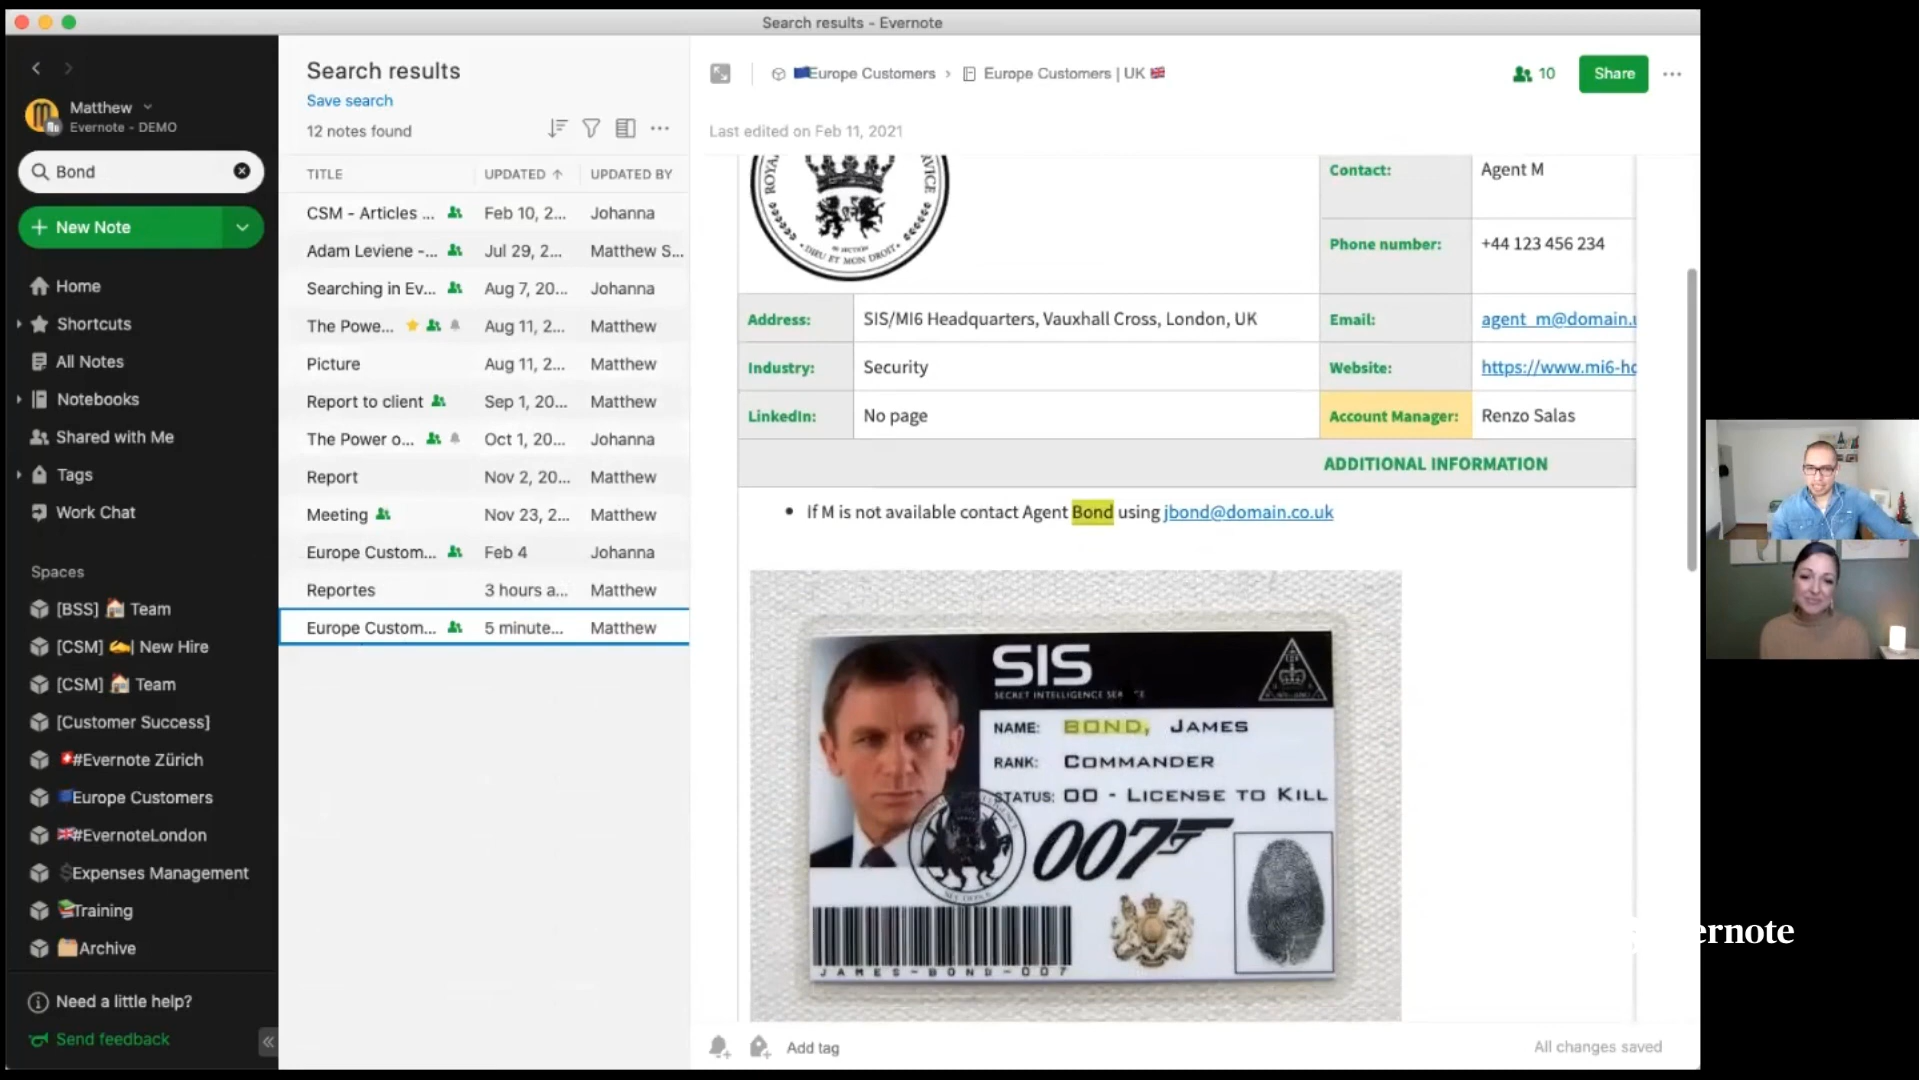 Search results - Evernote
Matthew
Evernote - DEMO
Bond
New Note
Home
Shortcuts
All Notes
Notebooks
Shared with Me
Tags
Work Chat
Spaces
[BSS] 🏠 Team
[CSM] ✍️| New Hire
[CSM] 🏠 Team
[Customer Success]
🇨🇭#Evernote Zürich
🇪🇺Europe Customers
🇬🇧#EvernoteLondon
💲Expenses Management
📚Training
🗂️Archive
Need a little help?
Send feedback
Search results
Save search
12 notes found
TITLE UPDATED ↑ UPDATED BY
CSM - Articles ... Feb 10, 2... Johanna
Adam Leviene -... Jul 29, 2... Matthew S...
Searching in Ev... Aug 7, 20... Johanna
The Powe... Aug 11, 2... Matthew
Picture Aug 11, 2... Matthew
Report to client Sep 1, 20... Matthew
The Power o... Oct 1, 20... Johanna
Report Nov 2, 20... Matthew
Meeting Nov 23, 2... Matthew
Europe Custom... Feb 4 Johanna
Reportes 3 hours a... Matthew
Europe Custom... 5 minute... Matthew
🇪🇺Europe Customers › Europe Customers | UK 🇬🇧
10
Share
Last edited on Feb 11, 2021
DIEU ET MON DROIT
Contact: Agent M
Phone number: +44 123 456 234
Address: SIS/MI6 Headquarters, Vauxhall Cross, London, UK
Email: agent_m@domain.
Industry: Security
Website: https://www.mi6-h
LinkedIn: No page
Account Manager: Renzo Salas
ADDITIONAL INFORMATION
• If M is not available contact Agent Bond using jbond@domain.co.uk
SIS
SECRET INTELLIGENCE
NAME: BOND, JAMES
RANK: COMMANDER
STATUS: 00 - LICENSE TO KILL
007
JAMES-BOND-007
Add tag
All changes saved
ernote